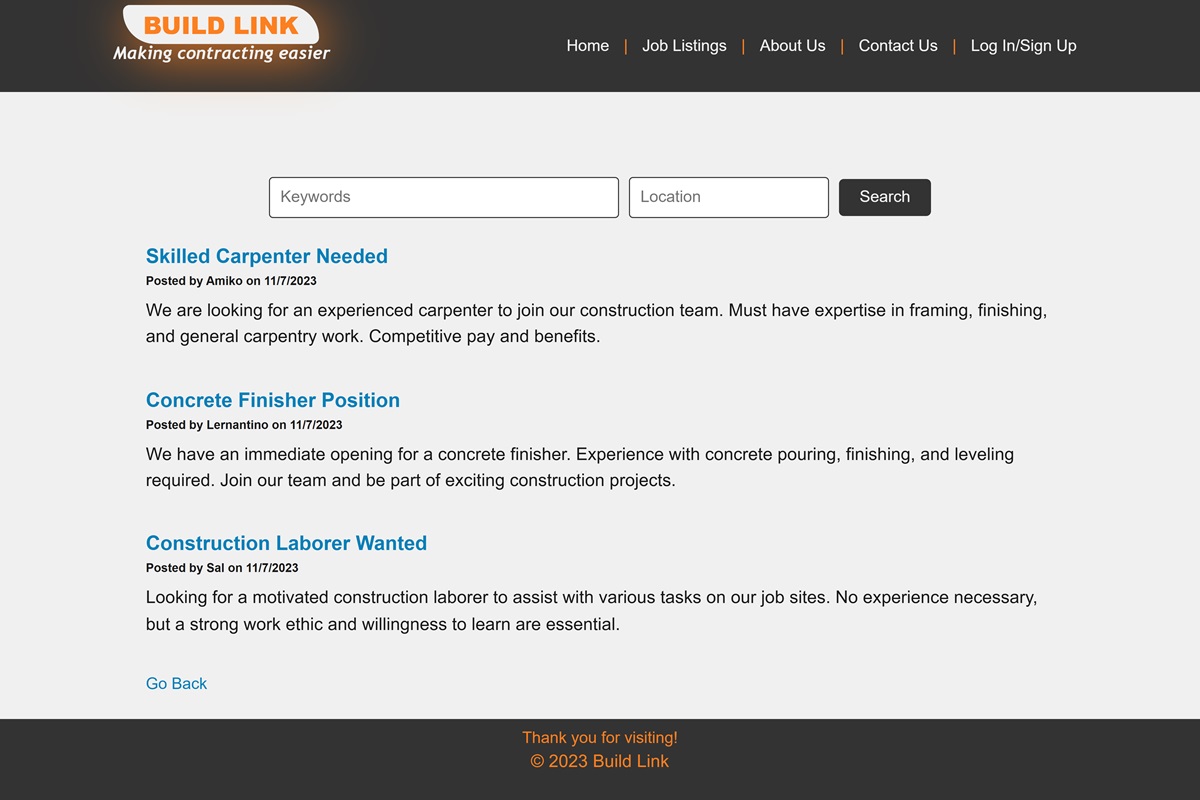 BUILD LINK
Making contracting easier
Home | Job Listings | About Us | Contact Us | Log In/Sign Up
Keywords Location Search
Skilled Carpenter Needed
Posted by Amiko on 11/7/2023
We are looking for an experienced carpenter to join our construction team. Must have expertise in framing, finishing,
and general carpentry work. Competitive pay and benefits.
Concrete Finisher Position
Posted by Lernantino on 11/7/2023
We have an immediate opening for a concrete finisher. Experience with concrete pouring, finishing, and leveling
required. Join our team and be part of exciting construction projects.
Construction Laborer Wanted
Posted by Sal on 11/7/2023
Looking for a motivated construction laborer to assist with various tasks on our job sites. No experience necessary,
but a strong work ethic and willingness to learn are essential.
Go Back
Thank you for visiting!
© 2023 Build Link